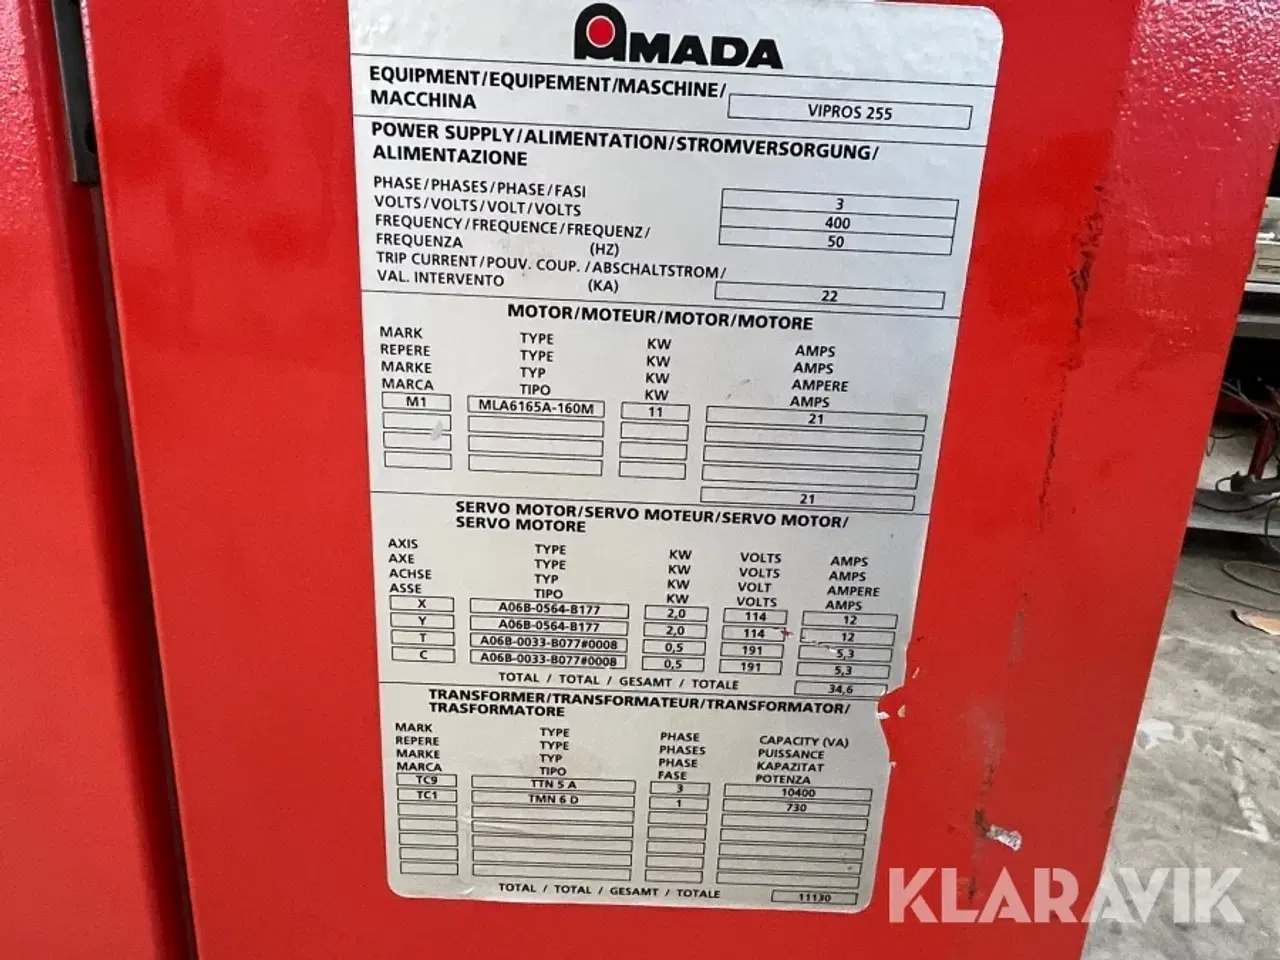 AMADA
EQUIPMENT/EQUIPEMENT/MASCHINE/
MACCHINA
VIPROS 255
POWER SUPPLY/ALIMENTATION/STROMVERSORGUNG/
ALIMENTAZIONE
PHASE/PHASES/PHASE/FASI 3
VOLTS/VOLTS/VOLT/VOLTS 400
FREQUENCY/FREQUENCE/FREQUENZ/
FREQUENZA (HZ) 50
TRIP CURRENT/POUV. COUP. /ABSCHALTSTROM/
VAL. INTERVENTO (KA) 22
MOTOR/MOTEUR/MOTOR/MOTORE
MARK TYPE KW AMPS
REPERE TYPE KW AMPS
MARKE TYP KW AMPERE
MARCA TIPO KW AMPS
M1 MLA6165A-160M 11 21
21
SERVO MOTOR/SERVO MOTEUR/SERVO MOTOR/
SERVO MOTORE
AXIS TYPE KW VOLTS AMPS
AXE TYPE KW VOLTS AMPS
ACHSE TYP KW VOLT AMPERE
ASSE TIPO KW VOLTS AMPS
X A06B-0564-B177 2,0 114 12
Y A06B-0564-B177 2,0 114 12
T A06B-0033-B077#0008 0,5 191 5,3
C A06B-0033-B077#0008 0,5 191 5,3
TOTAL / TOTAL / GESAMT / TOTALE 34,6
TRANSFORMER/TRANSFORMATEUR/TRANSFORMATOR/
TRASFORMATORE
MARK TYPE PHASE CAPACITY (VA)
REPERE TYPE PHASES PUISSANCE
MARKE TYP PHASE KAPAZITAT
MARCA TIPO FASE POTENZA
TC9 TTN 5 A 3 10400
TC1 TMN 6 D 1 730
TOTAL / TOTAL / GESAMT / TOTALE 11130
KLARAVIK